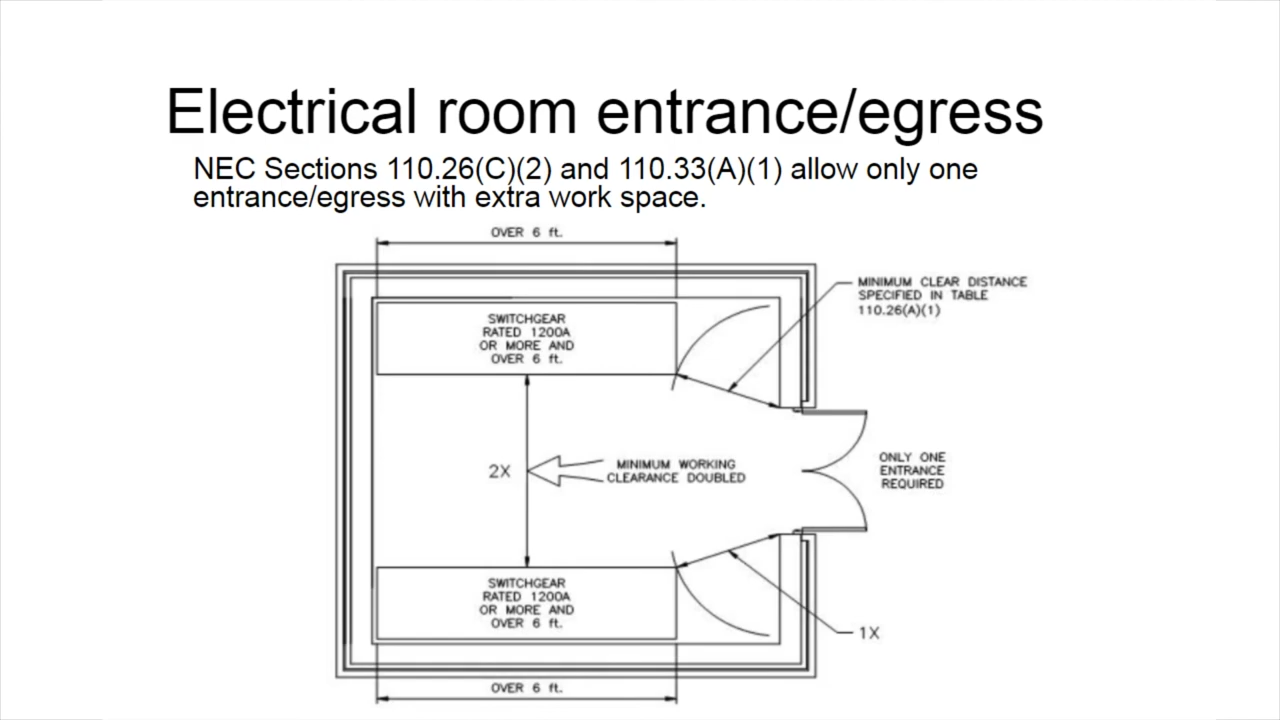 Electrical room entrance/egress
NEC Sections 110.26(C)(2) and 110.33(A)(1) allow only one
entrance/egress with extra work space.
OVER 6 ft.
MINIMUM CLEAR DISTANCE
SPECIFIED IN TABLE
110.26(A)(1)
SWITCHGEAR
RATED 1200A
OR MORE AND
OVER 6 ft.
2X
MINIMUM WORKING
CLEARANCE DOUBLED
ONLY ONE
ENTRANCE
REQUIRED
SWITCHGEAR
RATED 1200A
OR MORE AND
OVER 6 ft.
1X
OVER 6 ft.